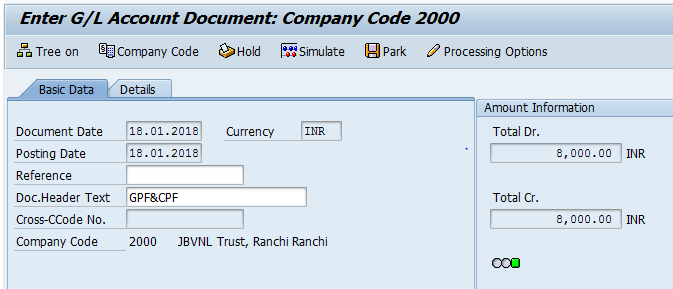 Enter G/L Account Document: Company Code 2000
Tree on Company Code Hold Simulate Park Processing Options
Basic Data Details
Amount Information
Document Date 18.01.2018 Currency INR
Posting Date 18.01.2018
Reference
Doc.Header Text GPF&CPF
Cross-CCode No.
Company Code 2000 JBVNL Trust, Ranchi Ranchi
Total Dr.
8,000.00 INR
Total Cr.
8,000.00 INR